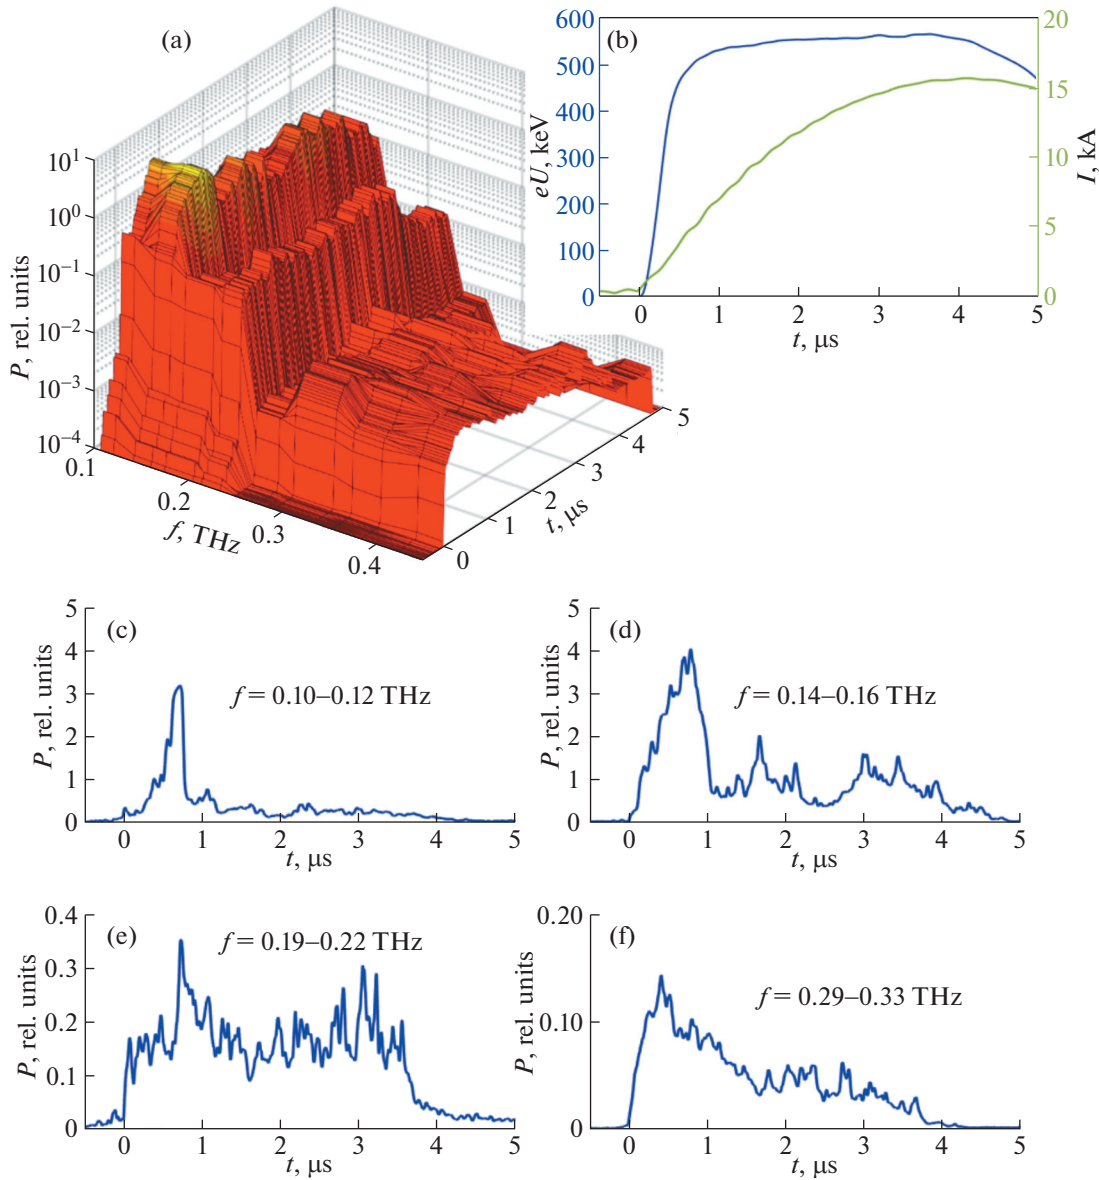 (a)
P, rel. units
10¹
10⁰
10⁻¹
10⁻²
10⁻³
10⁻⁴
0.1
0.2
0.3
0.4
f, THz
0
1
2
3
4
5
t, μs
(b)
eU, keV
600
500
400
300
200
100
0
0 1 2 3 4 5
t, μs
20
15
10
5
0
I, kA
(c)
f = 0.10–0.12 THz
P, rel. units
5
4
3
2
1
0
0 1 2 3 4 5
t, μs
(d)
f = 0.14–0.16 THz
P, rel. units
5
4
3
2
1
0
0 1 2 3 4 5
t, μs
(e)
f = 0.19–0.22 THz
P, rel. units
0.4
0.3
0.2
0.1
0
0 1 2 3 4 5
t, μs
(f)
f = 0.29–0.33 THz
P, rel. units
0.20
0.10
0
0 1 2 3 4 5
t, μs